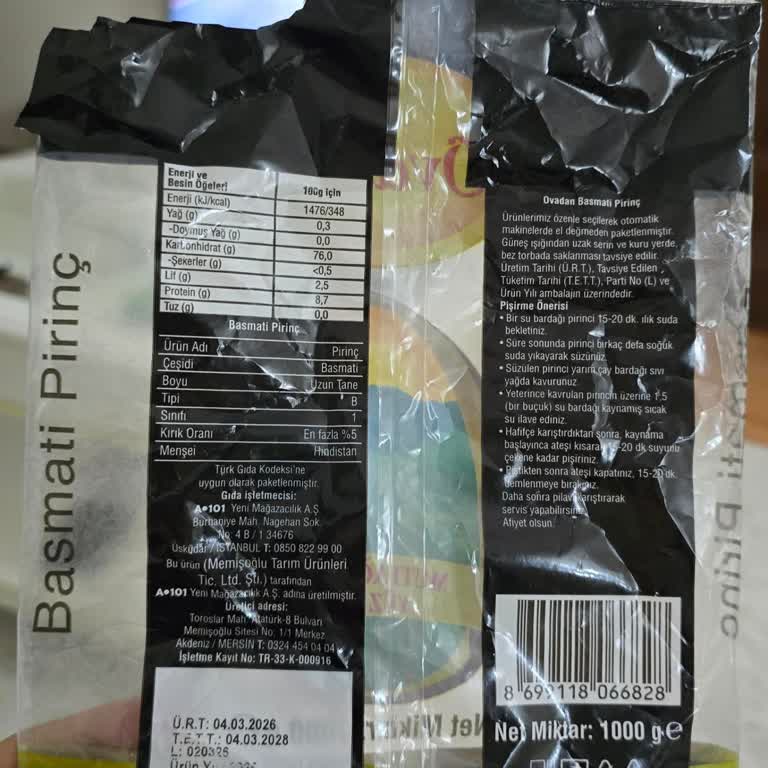 Basmati Pirinç
Enerji ve
Besin Öğeleri 100g için
Enerji (kJ/kcal) 1476/348
Yağ (g) 0,3
-Doymuş Yağ (g) 0,0
Karbonhidrat (g) 76,0
-Şekerler (g) <0,5
Lif (g) 2,5
Protein (g) 8,7
Tuz (g) 0,0
Basmati Pirinç
Ürün Adı Pirinç
Çeşidi Basmati
Boyu Uzun Tane
Tipi B
Sınıfı 1
Kırık Oranı En fazla %5
Menşei Hindistan
Türk Gıda Kodeksi'ne
uygun olarak paketlenmiştir.
Gıda işletmecisi:
A101 Yeni Mağazacılık A.Ş
Burhaniye Mah. Nagehan Sok.
No: 4 B / 1 34676
Üsküdar / İSTANBUL T: 0850 822 99 00
Bu ürün (Memişoğlu Tarım Ürünleri
Tic. Ltd. Şti.) tarafından
A101 Yeni Mağazacılık A.Ş. adına üretilmiştir.
Üretici adresi:
Toroslar Mah. Atatürk-8 Bulvarı
Memişoğlu Sitesi No: 1/1 Merkez
Akdeniz / MERSİN T: 0324 454 04 04
İşletme Kayıt No: TR-33-K-000916
Ü.R.T: 04.03.2026
T.E.T.T.: 04.03.2028
Ürün Yılı
Ovadan Basmati Pirinç
Ürünlerimiz özenle seçilerek otomatik
makinelerde el değmeden paketlenmiştir.
Güneş ışığından uzak serin ve kuru yerde,
bez torbada saklanması tavsiye edilir.
Üretim Tarihi (Ü.R.T.), Tavsiye Edilen
Tüketim Tarihi (T.E.T.T.), Parti No (L) ve
Ürün Yılı ambalajın üzerindedir.
Pişirme Önerisi
• Bir su bardağı pirinci 15-20 dk. ılık suda
bekletiniz.
• Süre sonunda pirinci birkaç defa soğuk
suda yıkayarak süzünüz.
• Süzülen pirinci yarım çay bardağı sıvı
yağda kavurunuz
• Yeterince kavrulan pirincin üzerine 1,5
(bir buçuk) su bardağı kaynamış sıcak
su ilave ediniz.
• Hafifçe karıştırdıktan sonra, kaynama
başlayınca ateşi kısarak 15-20 dk suyunu
çekene kadar pişiriniz.
• Piştikten sonra ateşi kapatınız, 15-20 dk
demlenmeye bırakınız.
Daha sonra pilavı karıştırarak
servis yapabilirsiniz
Afiyet olsun.
8 699118 066828
Net Miktar: 1000 g e